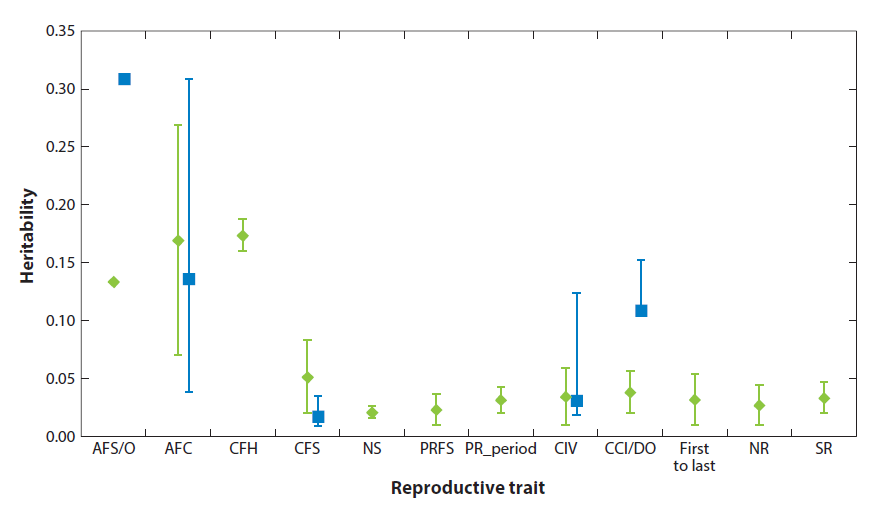 0.35
0.30
0.25
0.20
0.15
0.10
0.05
0.00
Heritability
AFS/O AFC CFH CFS NS PRFS PR_period CIV CCI/DO First to last NR SR
Reproductive trait